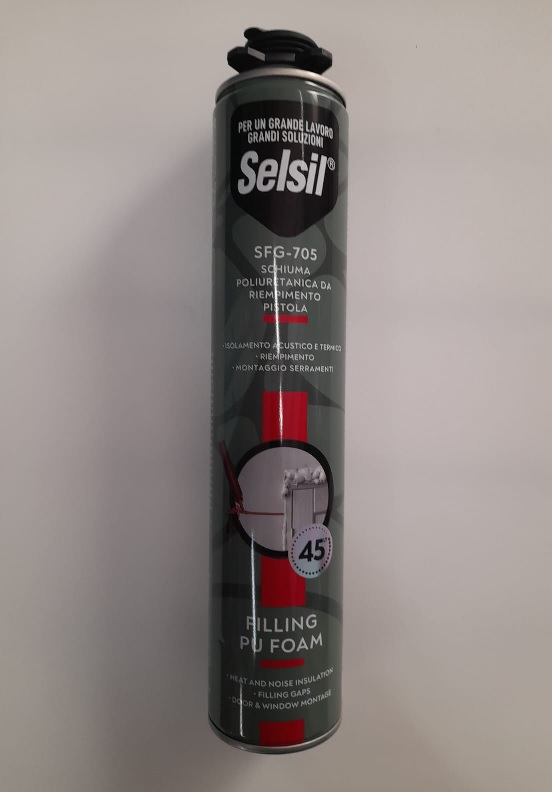 PER UN GRANDE LAVORO
GRANDI SOLUZIONI
Selsil®
SFG-705
SCHIUMA
POLIURETANICA DA
RIEMPIMENTO
PISTOLA
· ISOLAMENTO ACUSTICO E TERMICO
· RIEMPIMENTO
· MONTAGGIO SERRAMENTI
45
FILLING
PU FOAM
· HEAT AND NOISE INSULATION
· FILLING GAPS
· DOOR & WINDOW MONTAGE